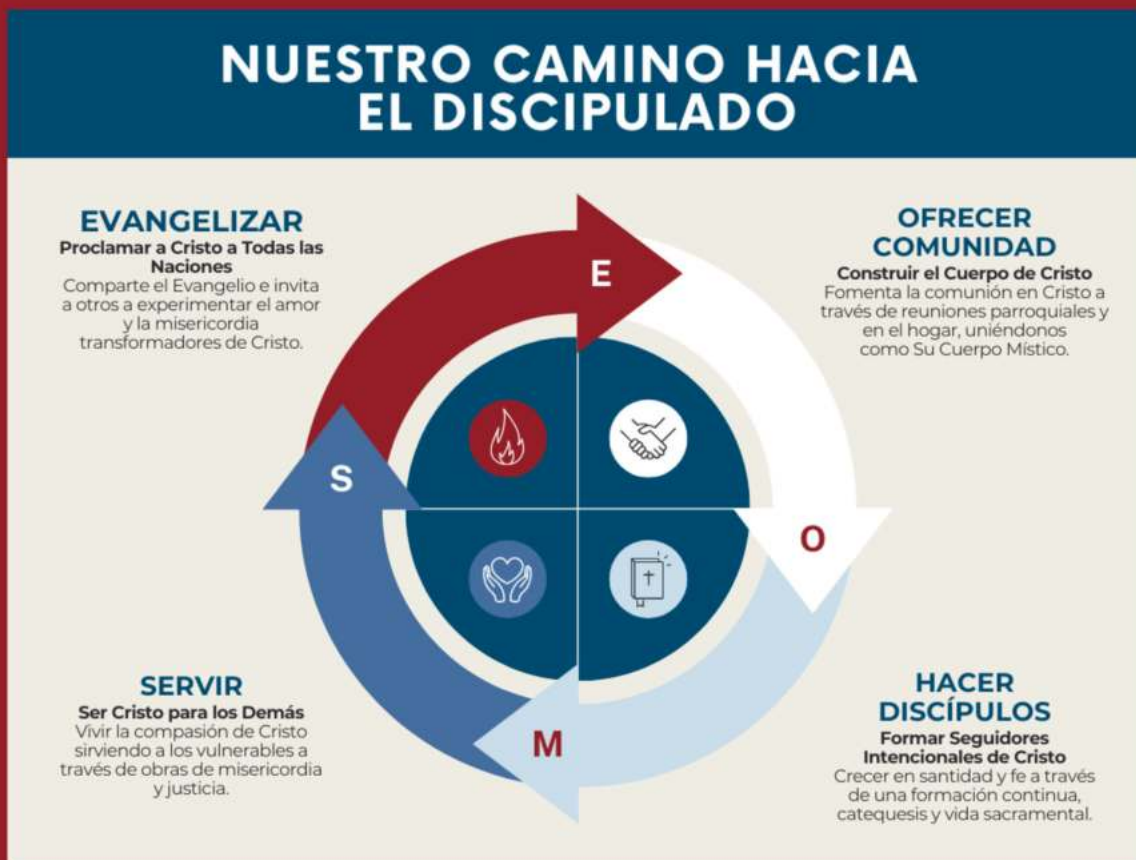 NUESTRO CAMINO HACIA
EL DISCIPULADO
EVANGELIZAR
Proclamar a Cristo a Todas las
Naciones
Comparte el Evangelio e invita
a otros a experimentar el amor
y la misericordia
transformadores de Cristo.
OFRECER
COMUNIDAD
Construir el Cuerpo de Cristo
Fomenta la comunión en Cristo a
través de reuniones parroquiales y
en el hogar, uniéndonos
como Su Cuerpo Místico.
E
S
O
M
SERVIR
Ser Cristo para los Demás
Vivir la compasión de Cristo
sirviendo a los vulnerables a
través de obras de misericordia
y justicia.
HACER
DISCÍPULOS
Formar Seguidores
Intencionales de Cristo
Crecer en santidad y fe a través
de una formación continua,
catequesis y vida sacramental.